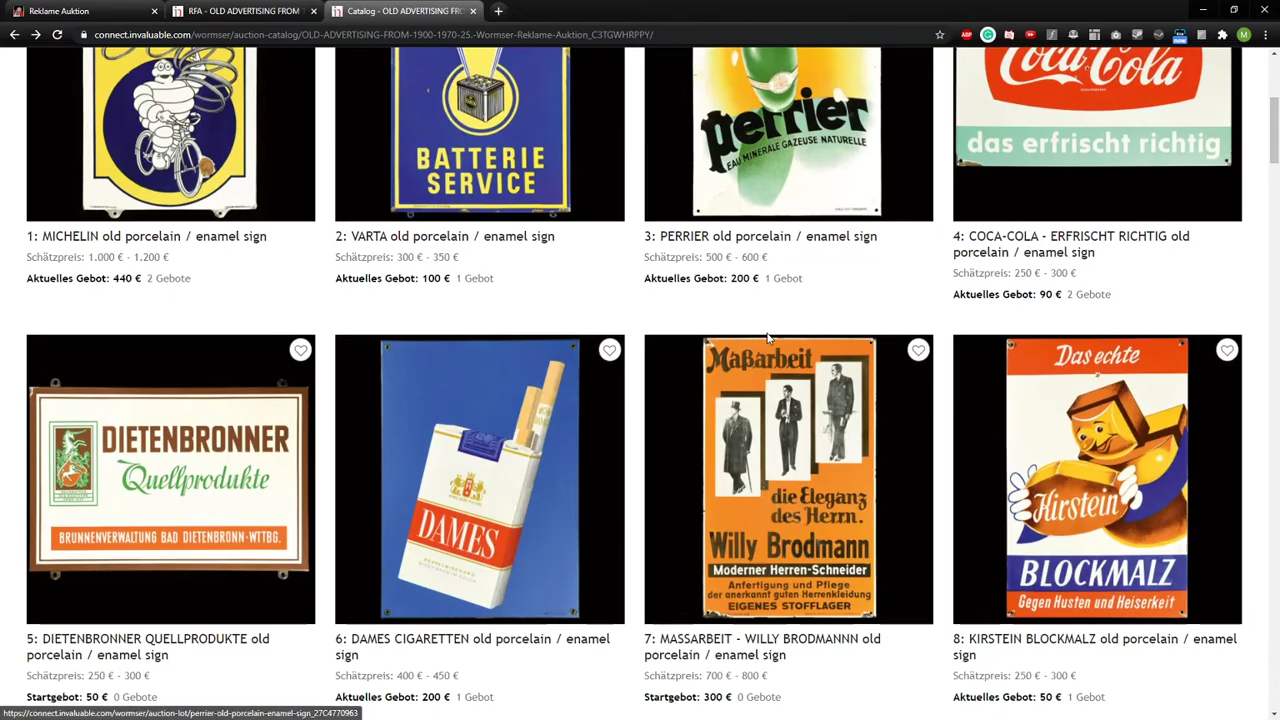 Reklame Auktion
RFA - OLD ADVERTISING FROM 1
Catalog - OLD ADVERTISING FROM
connect.invaluable.com/wormser/auction-catalog/OLD-ADVERTISING-FROM-1900-1970-25.-Wormser-Reklame-Auktion_C3TGWHRPPY/
BATTERIE
SERVICE
perrier
EAU MINERALE GAZEUSE NATURELLE
Coca-Cola
das erfrischt richtig
1: MICHELIN old porcelain / enamel sign
Schätzpreis: 1.000 € - 1.200 €
Aktuelles Gebot: 440 € 2 Gebote
2: VARTA old porcelain / enamel sign
Schätzpreis: 300 € - 350 €
Aktuelles Gebot: 100 € 1 Gebot
3: PERRIER old porcelain / enamel sign
Schätzpreis: 500 € - 600 €
Aktuelles Gebot: 200 € 1 Gebot
4: COCA-COLA - ERFRISCHT RICHTIG old
porcelain / enamel sign
Schätzpreis: 250 € - 300 €
Aktuelles Gebot: 90 € 2 Gebote
DIETENBRONNER
Quellprodukte
BRUNNENVERWALTUNG BAD DIETENBRONN-WTTBG.
DAMES
Maßarbeit
die Eleganz
des Herrn.
Willy Brodmann
Moderner Herren-Schneider
Anfertigung und Pflege
der anerkannt guten Herrenkleidung
EIGENES STOFFLAGER
Das echte
Kirstein
BLOCKMALZ
Gegen Husten und Heiserkeit
5: DIETENBRONNER QUELLPRODUKTE old
porcelain / enamel sign
Schätzpreis: 250 € - 300 €
Startgebot: 50 € 0 Gebote
6: DAMES CIGARETTEN old porcelain / enamel
sign
Schätzpreis: 400 € - 450 €
Aktuelles Gebot: 200 € 1 Gebot
7: MASSARBEIT - WILLY BRODMANNN old
porcelain / enamel sign
Schätzpreis: 700 € - 800 €
Startgebot: 300 € 0 Gebote
8: KIRSTEIN BLOCKMALZ old porcelain / enamel
sign
Schätzpreis: 250 € - 300 €
Aktuelles Gebot: 50 € 1 Gebot
https://connect.invaluable.com/wormser/auction-lot/perrier-old-porcelain-enamel-sign_27C4770963